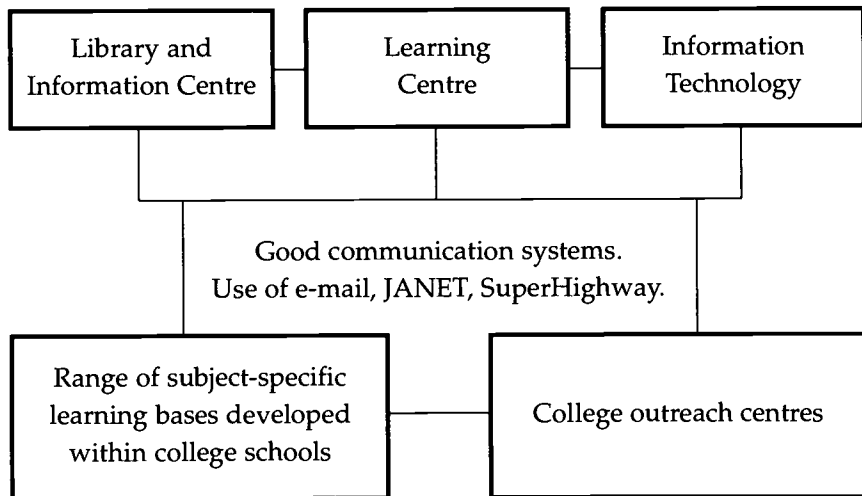 Library and
Information Centre
Learning
Centre
Information
Technology
Good communication systems.
Use of e-mail, JANET, SuperHighway.
Range of subject-specific
learning bases developed
within college schools
College outreach centres